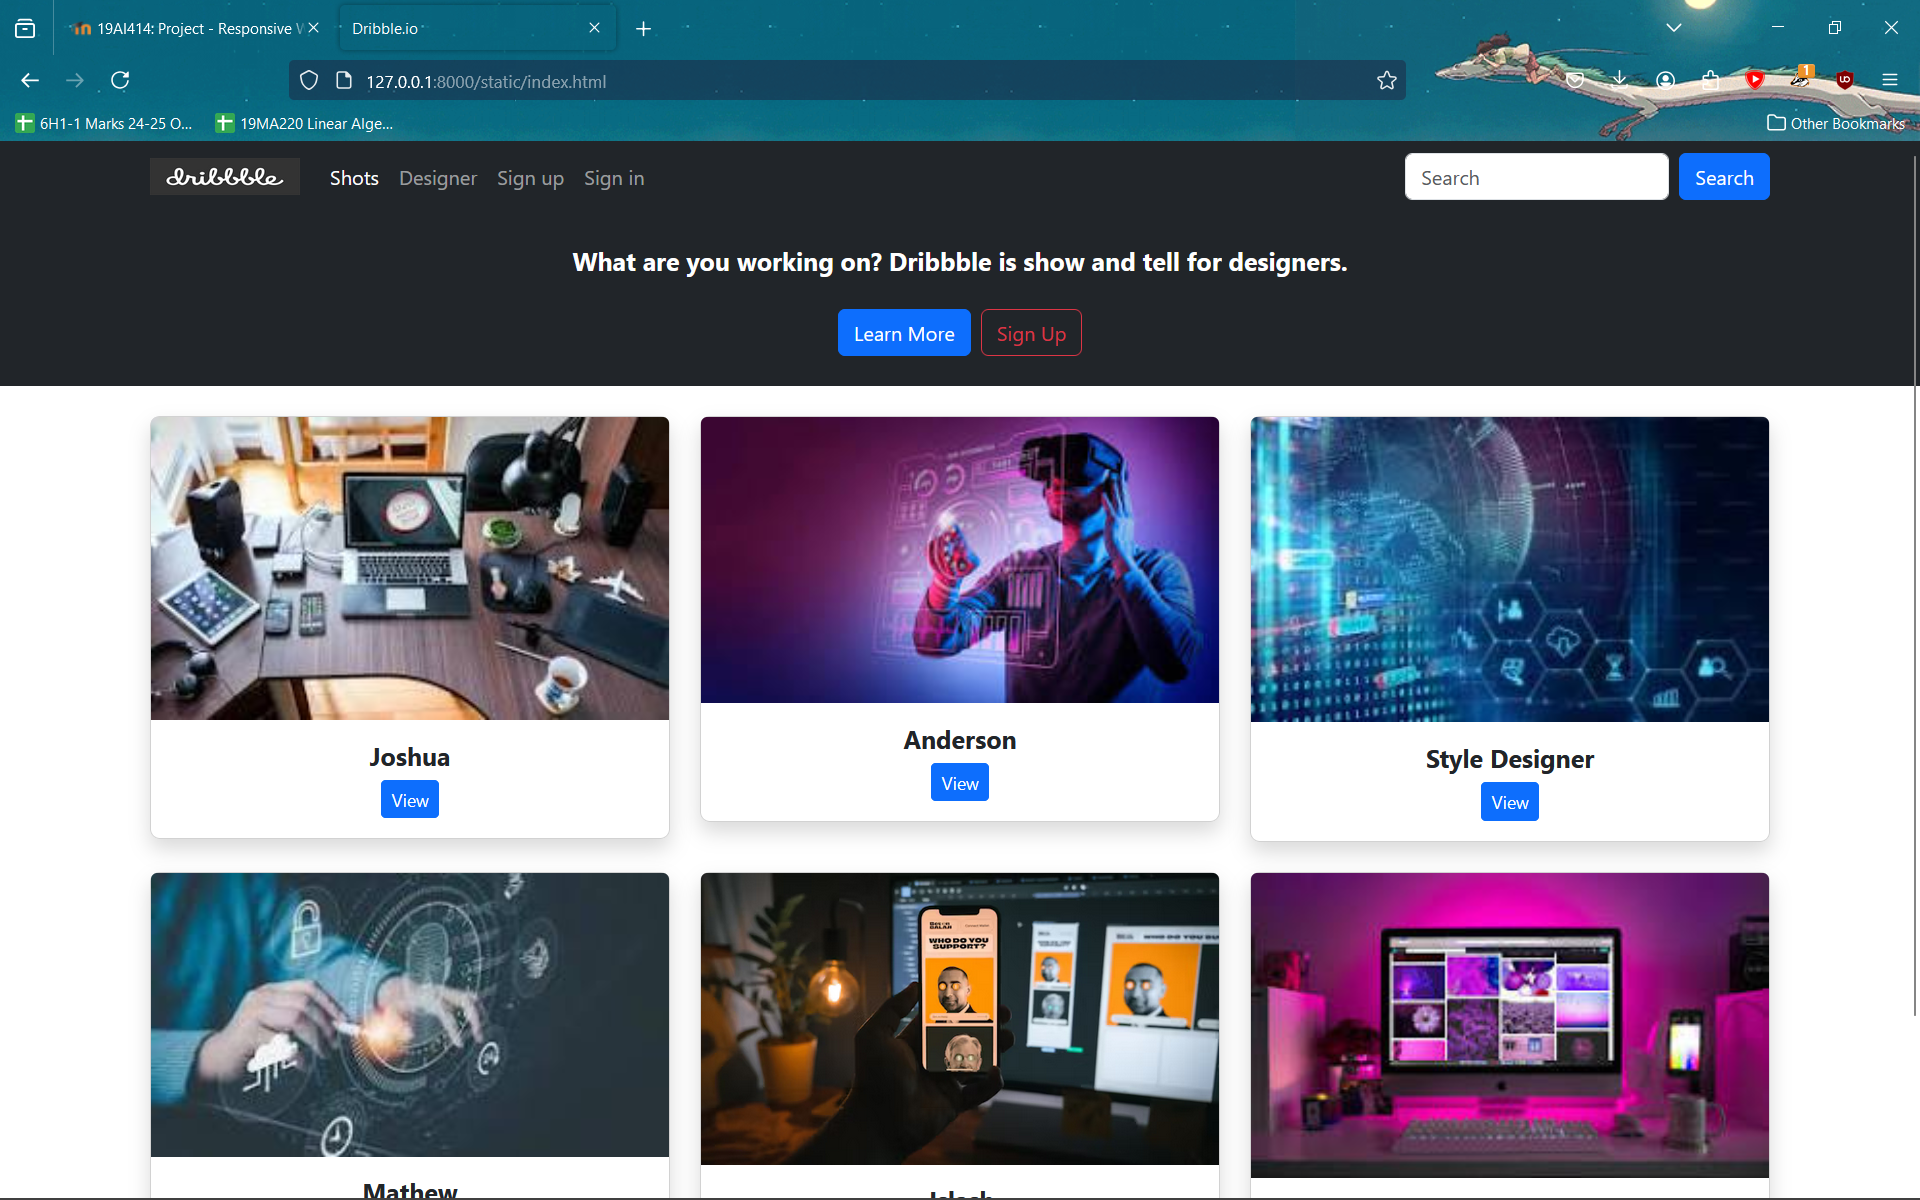 19AI414: Project - Responsive W
Dribble.io
127.0.0.1:8000/static/index.html
6H1-1 Marks 24-25 O...
19MA220 Linear Alge...
Other Bookmarks
1
dribbble
Shots
Designer
Sign up
Sign in
Search
Search
What are you working on? Dribbble is show and tell for designers.
Learn More
Sign Up
Joshua
View
Anderson
View
Style Designer
View
WHO DO YOU
SUPPORT?
Mathew